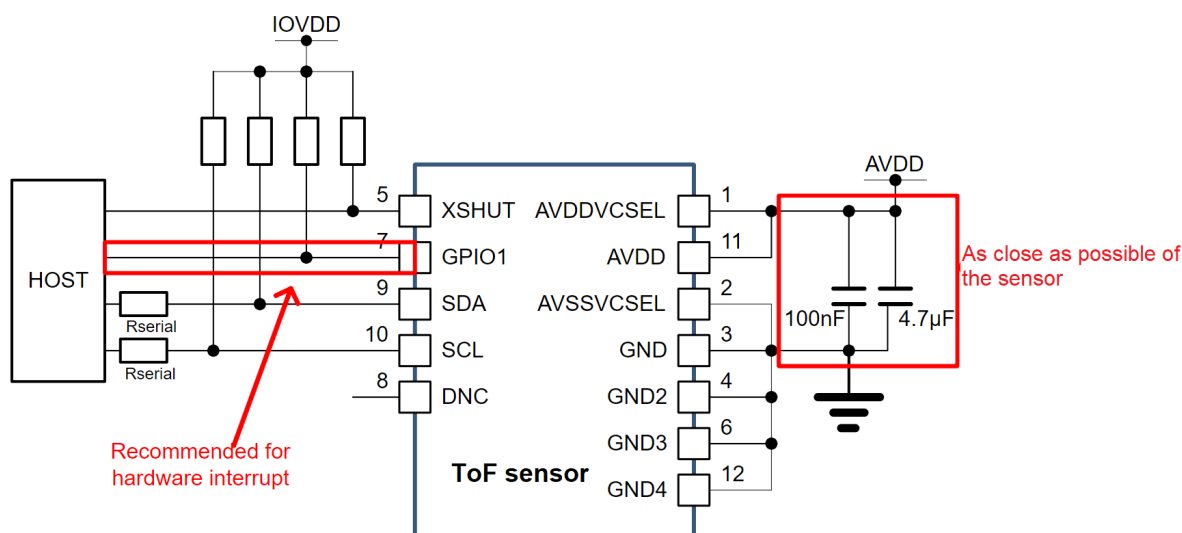 IOVDD
AVDD
HOST
5 XSHUT AVDDVCSEL 1
7 GPIO1 AVDD 11
9 SDA AVSSVCSEL 2
Rserial
10 SCL GND 3
Rserial
8 DNC GND2 4
GND3 6
GND4 12
ToF sensor
100nF 4.7µF
As close as possible of
the sensor
Recommended for
hardware interrupt